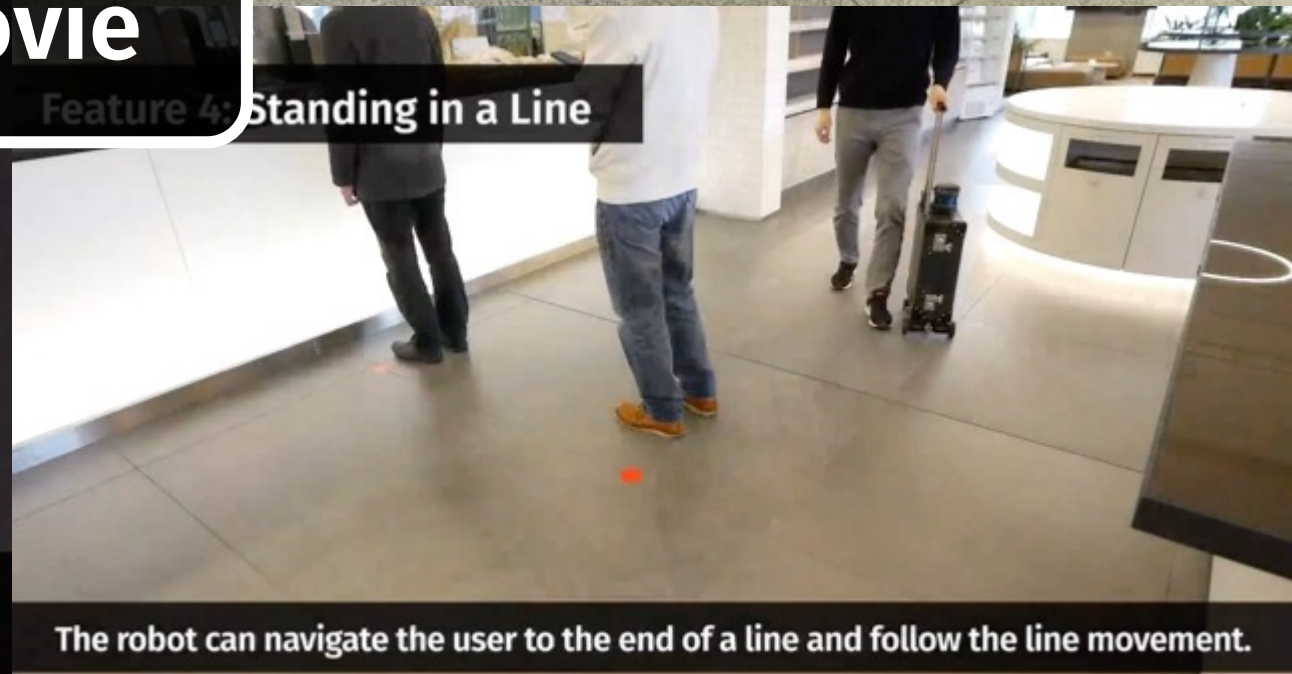 Feature 4: Standing in a Line
The robot can navigate the user to the end of a line and follow the line movement.